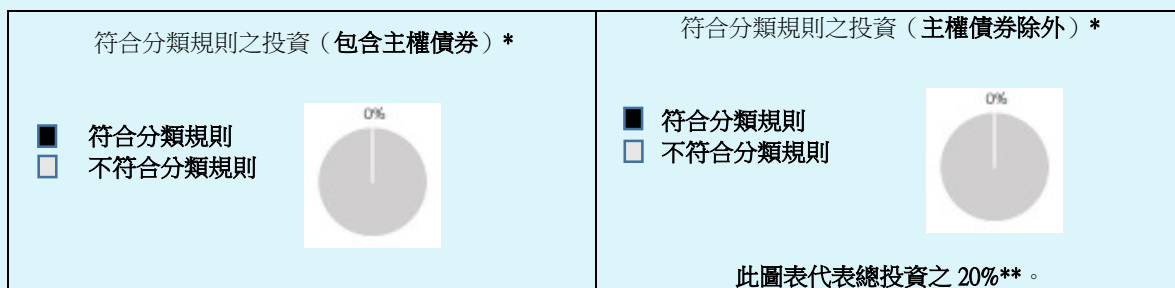 符合分類規則之投資（包含主權債券）*
0%
符合分類規則
不符合分類規則
符合分類規則之投資（主權債券除外）*
0%
符合分類規則
不符合分類規則
此圖表代表總投資之 20%**。